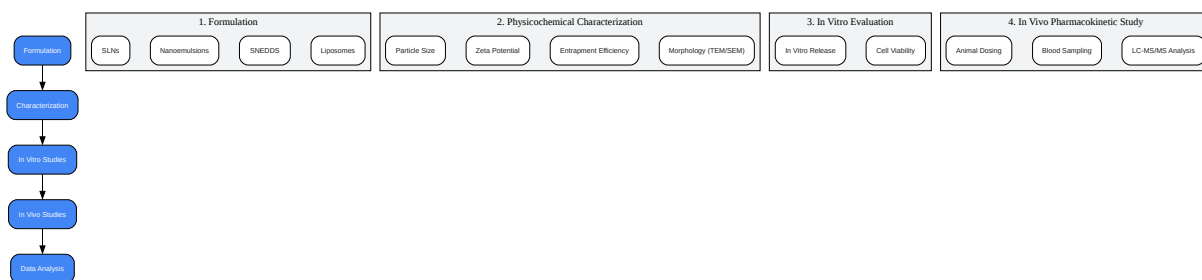 1. Formulation
SLNs
Nanoemulsions
SNEDDS
Liposomes
2. Physicochemical Characterization
Particle Size
Zeta Potential
Entrapment Efficiency
Morphology (TEM/SEM)
3. In Vitro Evaluation
In Vitro Release
Cell Viability
4. In Vivo Pharmacokinetic Study
Animal Dosing
Blood Sampling
LC-MS/MS Analysis
Formulation
Characterization
In Vitro Studies
In Vivo Studies
Data Analysis